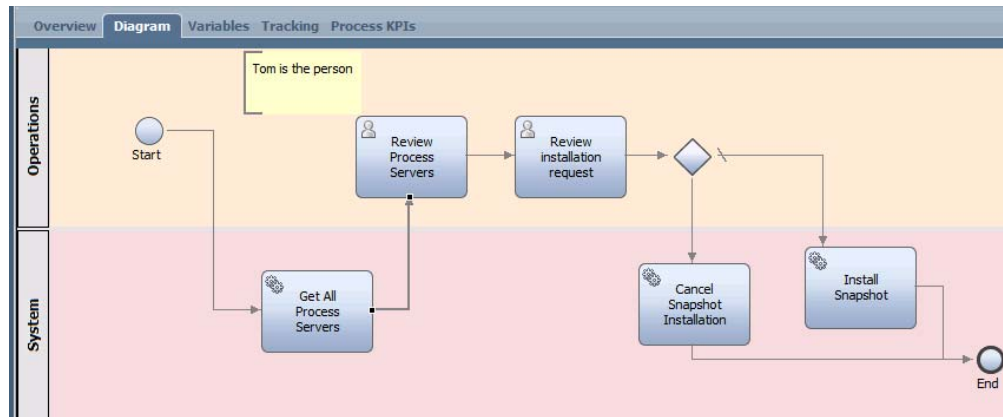 Overview Diagram Variables Tracking Process KPIs
Operations
Tom is the person
Start
Review
Process
Servers
Review
installation
request
System
Get All
Process
Servers
Cancel
Snapshot
Installation
Install
Snapshot
End